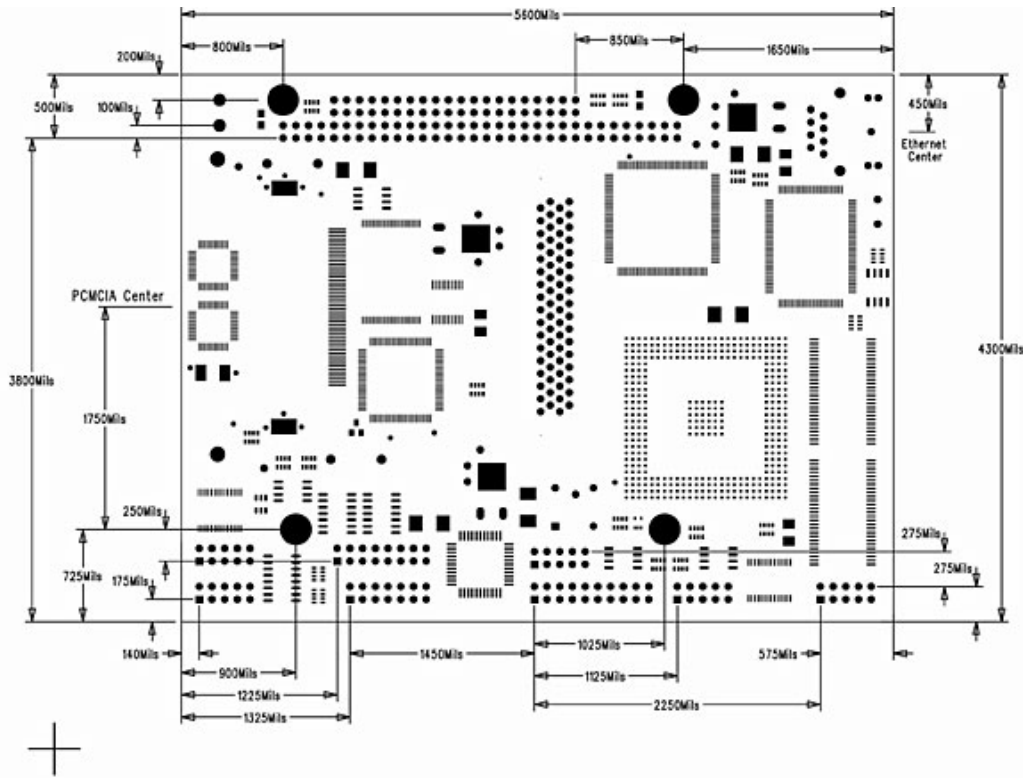 5600Mils
800Mils
850Mils
1650Mils
200Mils
500Mils
100Mils
450Mils
Ethernet
Center
PCMCIA Center
4300Mils
3800Mils
1750Mils
250Mils
275Mils
725Mils
175Mils
275Mils
140Mils
1450Mils
1025Mils
575Mils
900Mils
1125Mils
1225Mils
2250Mils
1325Mils